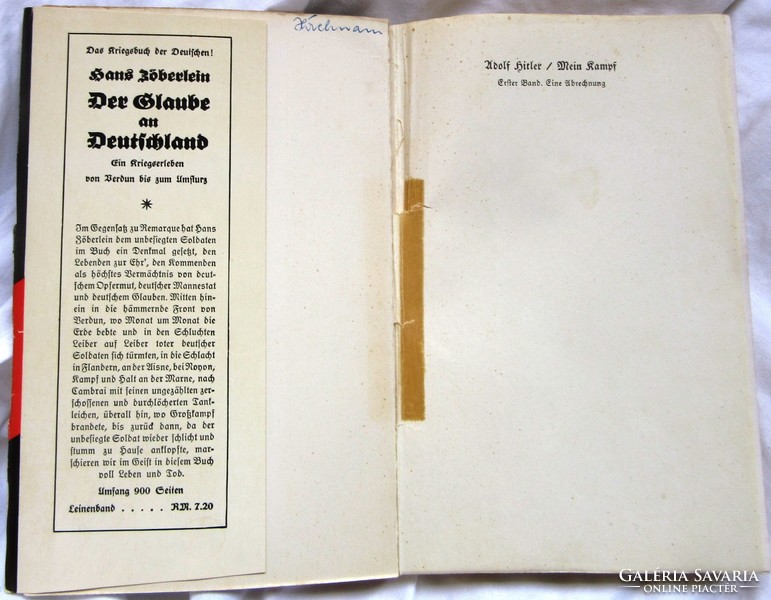 Das Kriegsbuch der Deutschen!
Hans Zöberlein
Der Glaube
an
Deutschland
Ein Kriegserleben
von Verdun bis zum Umsturz
*
Im Gegensatz zu Remarque hat Hans
Zöberlein dem unbesiegten Soldaten
im Buch ein Denkmal gesetzt, den
Lebenden zur Ehr', den Kommenden
als höchstes Vermächtnis von deut-
schem Opfermut, deutscher Mannestat
und deutschem Glauben. Mitten hin-
ein in die hämmernde Front von
Verdun, wo Monat um Monat die
Erde bebte und in den Schluchten
Leiber auf Leiber toter deutscher
Soldaten sich türmten, in die Schlacht
in Flandern, an der Aisne, bei Noyon,
Kampf und Halt an der Marne, nach
Cambrai mit seinen ungezählten zer-
schossenen und durchlöcherten Tank-
leichen, überall hin, wo Großkampf
brandete, bis zurück dann, da der
unbesiegte Soldat wieder schlicht und
stumm zu Hause anklopfte, mar-
schieren wir im Geist in diesem Buch
voll Leben und Tod.
Umfang 900 Seiten
Leinenband . . . . . RM. 7.20
Adolf Hitler / Mein Kampf
Erster Band. Eine Abrechnung
GALÉRIA SAVARIA
ONLINE PIACTÉR